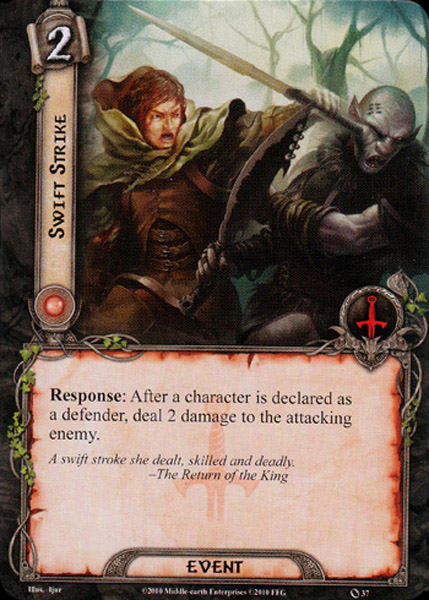 2
SWIFT STRIKE
Response: After a character is declared as
a defender, deal 2 damage to the attacking
enemy.
A swift stroke she dealt, skilled and deadly.
–The Return of the King
EVENT
Illus. Ijur
©2010 Middle-earth Enterprises ©2010 FFG
37